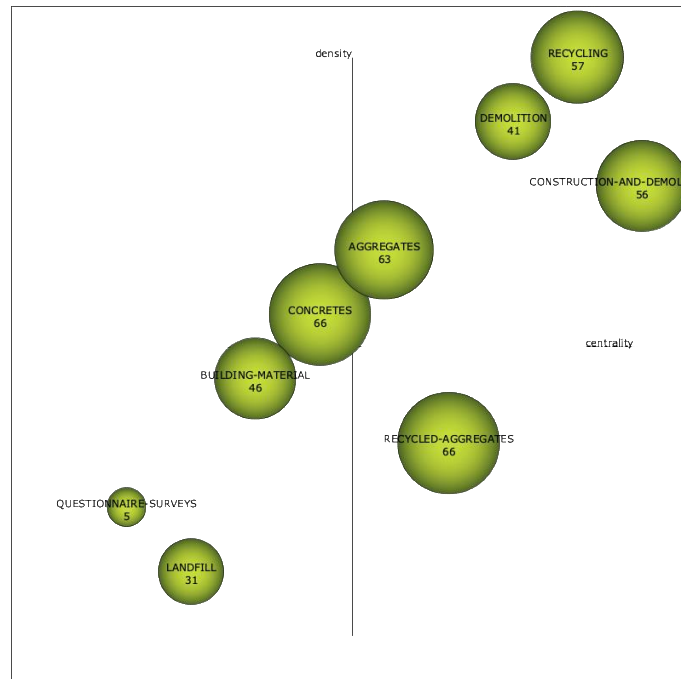 RECYCLING
57
density
DEMOLITION
41
CONSTRUCTION-AND-DEMOL
56
AGGREGATES
63
CONCRETES
66
centrality
BUILDING-MATERIAL
46
RECYCLED-AGGREGATES
66
QUESTIONNAIRE-SURVEYS
5
LANDFILL
31